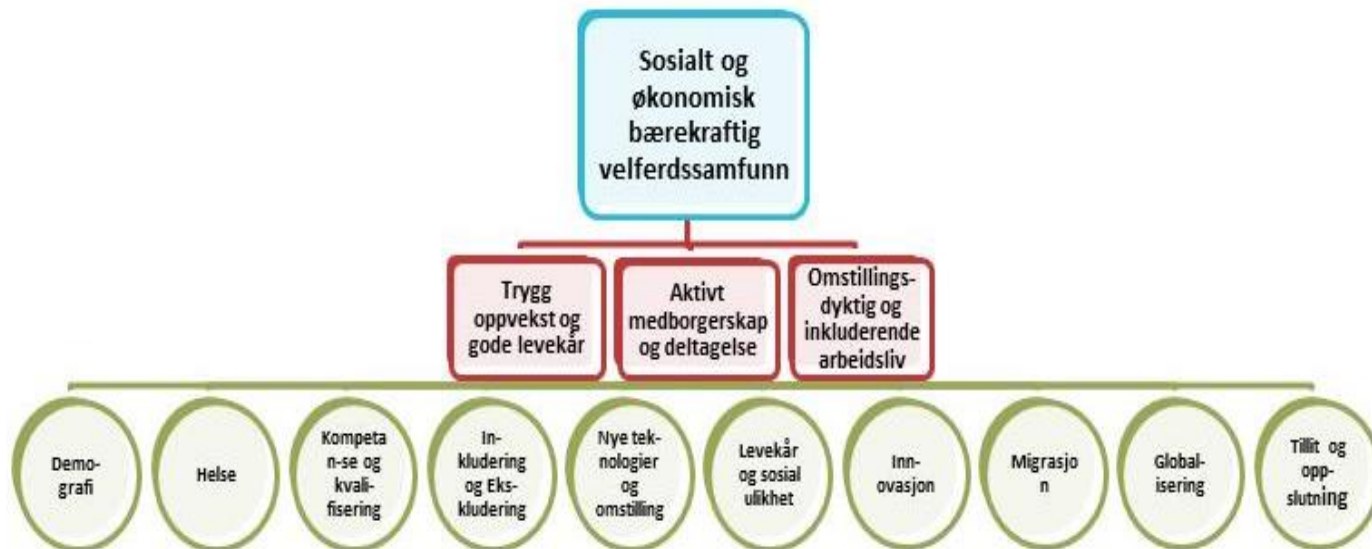 Sosialt og
økonomisk
bærekraftig
velferdssamfunn
Trygg
oppvekst og
gode levekår
Aktivt
medborgerskap
og deltagelse
Omstillings-
dyktig og
inkluderende
arbeidsliv
Demo-
grafi
Helse
Kompeta
n-se og
kvali-
fisering
In-
kludering
og Eks-
kludering
Nye tek-
nologier
og
omstilling
Levekår
og sosial
ulikhet
Inn-
ovasjon
Migrasjo
n
Global-
isering
Tillit og
opp-
slutning